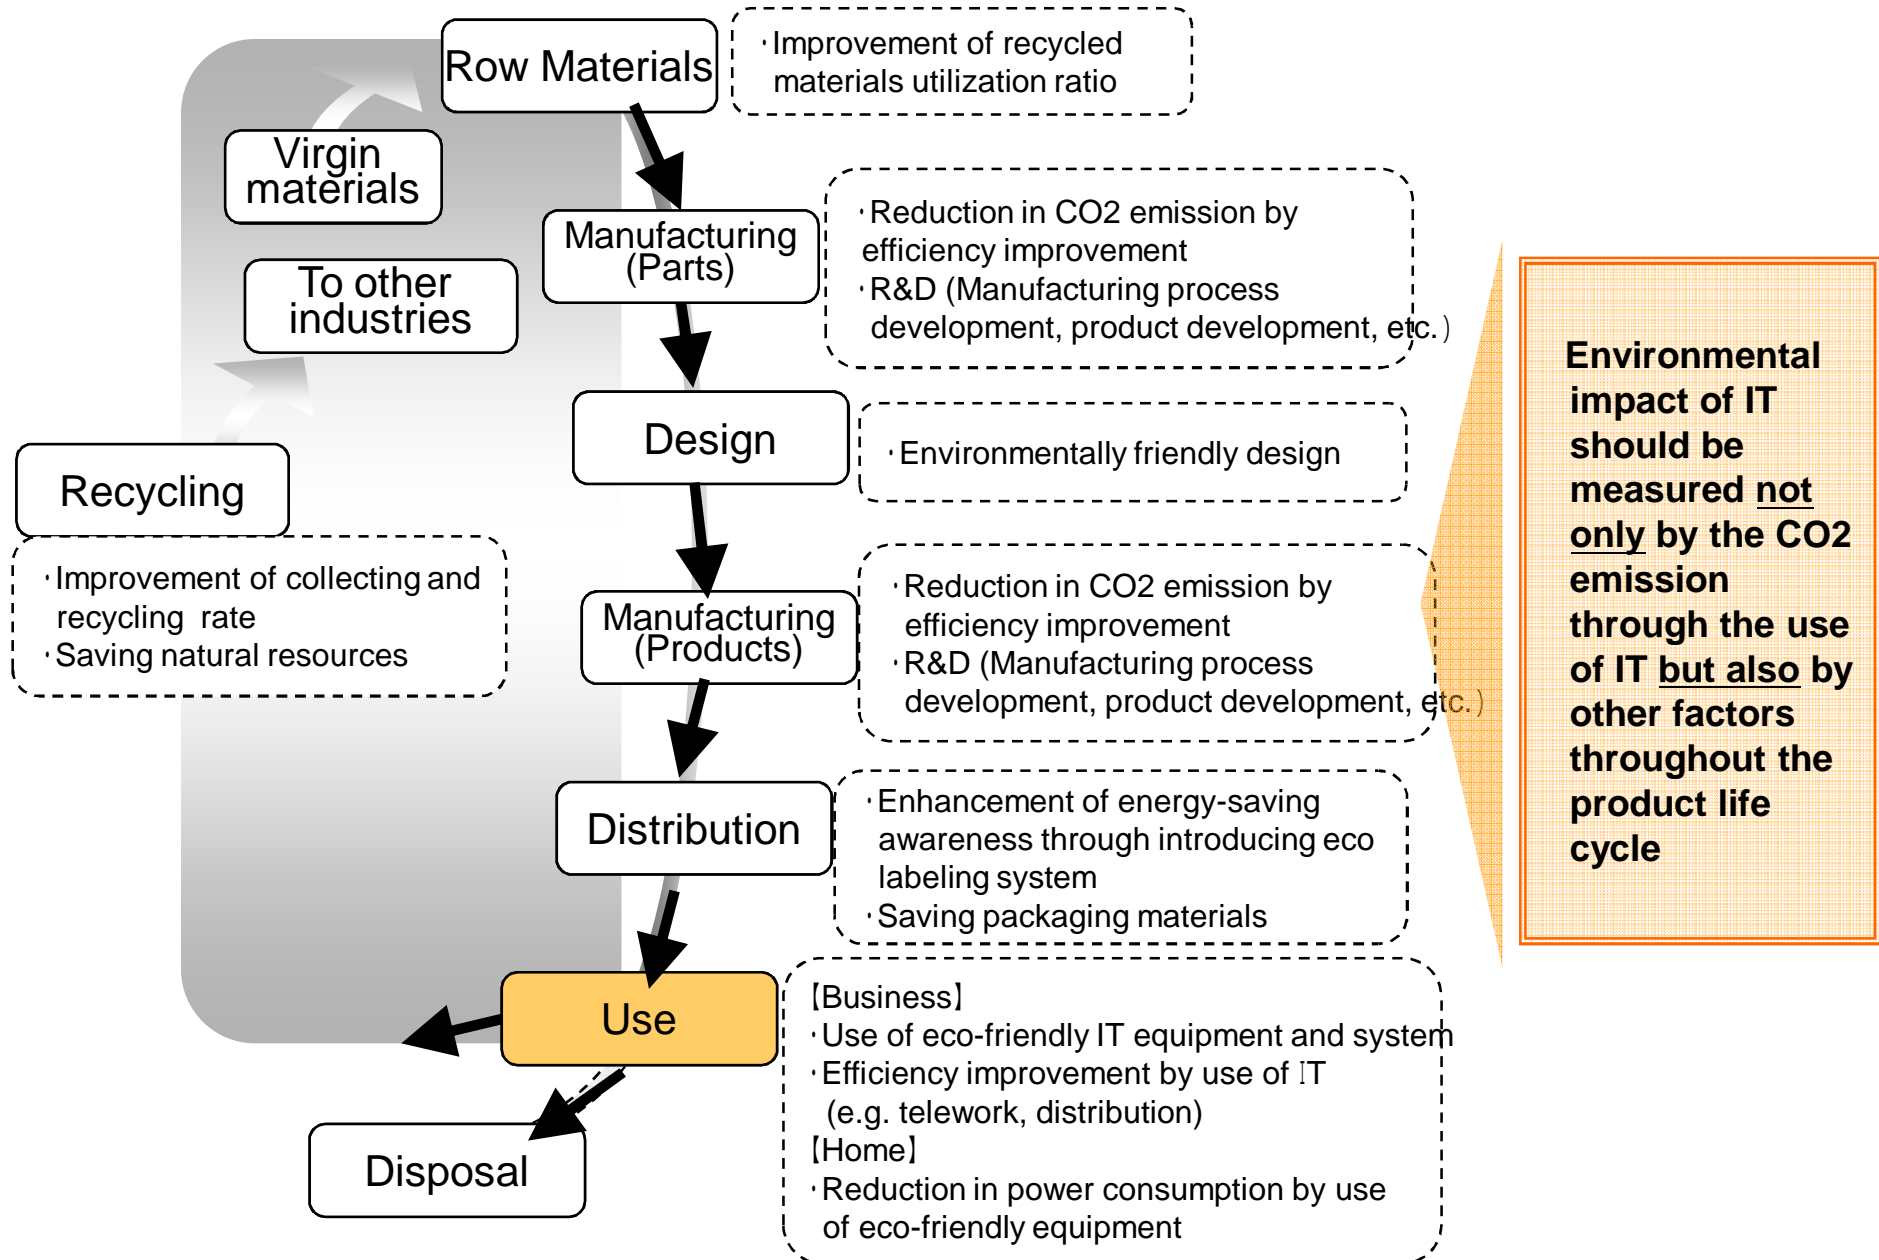 Row Materials
·Improvement of recycled
materials utilization ratio
Virgin
materials
Manufacturing
(Parts)
·Reduction in CO2 emission by
efficiency improvement
·R&D (Manufacturing process
development, product development, etc.)
To other
industries
Design
·Environmentally friendly design
Recycling
·Improvement of collecting and
recycling rate
·Saving natural resources
Manufacturing
(Products)
·Reduction in CO2 emission by
efficiency improvement
·R&D (Manufacturing process
development, product development, etc.)
Distribution
·Enhancement of energy-saving
awareness through introducing eco
labeling system
·Saving packaging materials
Use
【Business】
·Use of eco-friendly IT equipment and system
·Efficiency improvement by use of IT
(e.g. telework, distribution)
【Home】
·Reduction in power consumption by use
of eco-friendly equipment
Disposal
Environmental
impact of IT
should be
measured not
only by the CO2
emission
through the use
of IT but also by
other factors
throughout the
product life
cycle